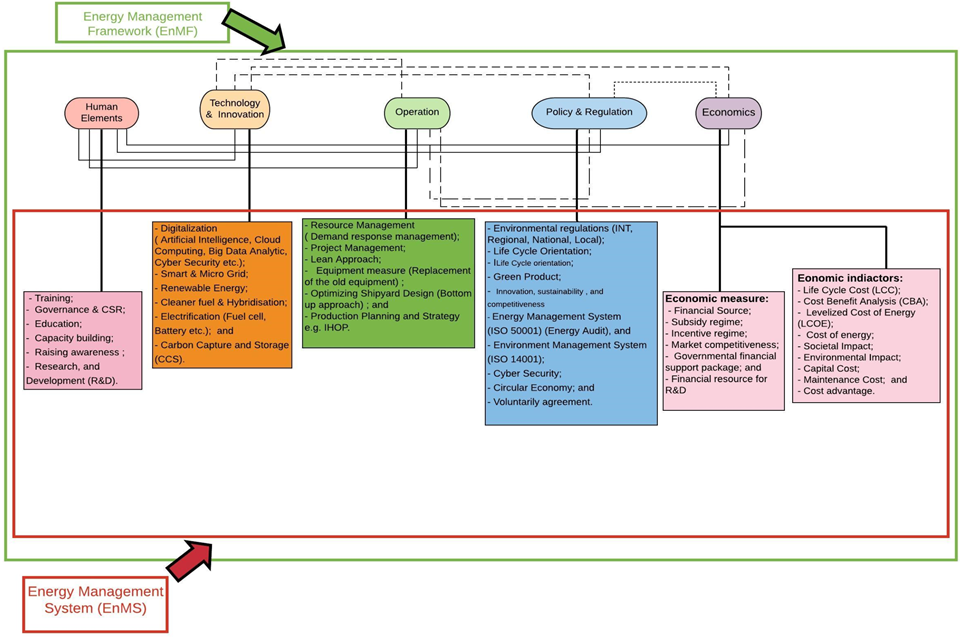 Energy Management
Framework (EnMF)
Human
Elements
Technology
& Innovation
Operation
Policy & Regulation
Economics
- Training;
- Governance & CSR;
- Education;
- Capacity building;
- Raising awareness ;
- Research, and
Development (R&D).
- Digitalization
( Artificial Intelligence, Cloud
Computing, Big Data Analytic,
Cyber Security etc.);
- Smart & Micro Grid;
- Renewable Energy;
- Cleaner fuel & Hybridisation;
- Electrification (Fuel cell,
Battery etc.); and
- Carbon Capture and Storage
(CCS).
- Resource Management
( Demand response management);
- Project Management;
- Lean Approach;
- Equipment measure (Replacement
of the old equipment) ;
- Optimizing Shipyard Design (Bottom
up approach) ; and
- Production Planning and Strategy
e.g. IHOP.
- Environmental regulations (INT,
Regional, National, Local);
- Life Cycle Orientation;
- lLife Cycle orientation;
- Green Product;
- Innovation, sustainability , and
competitiveness
- Energy Management System
(ISO 50001) (Energy Audit), and
- Environment Management System
(ISO 14001);
- Cyber Security;
- Circular Economy; and
- Voluntarily agreement.
Economic measure:
- Financial Source;
- Subsidy regime;
- Incentive regime;
- Market competitiveness;
- Governmental financial
support package; and
- Financial resource for
R&D
Eonomic indiactors:
- Life Cycle Cost (LCC);
- Cost Benefit Analysis (CBA);
- Levelized Cost of Energy
(LCOE)
- Cost of energy;
- Societal Impact;
- Environmental Impact;
- Capital Cost;
- Maintenance Cost; and
- Cost advantage.
Energy Management
System (EnMS)